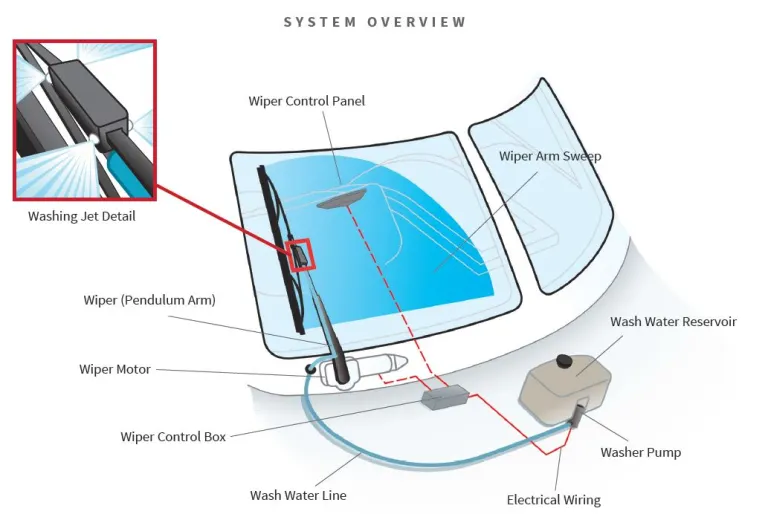 SYSTEM OVERVIEW
Wiper Control Panel
Wiper Arm Sweep
Washing Jet Detail
Wiper (Pendulum Arm)
Wash Water Reservoir
Wiper Motor
Wiper Control Box
Washer Pump
Wash Water Line
Electrical Wiring